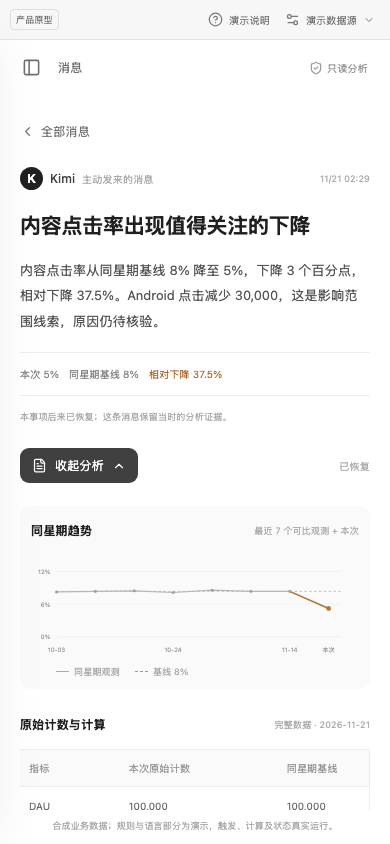 产品原型
演示说明
演示数据源
消息
只读分析
全部消息
K Kimi 主动发来的消息 11/21 02:29
内容点击率出现值得关注的下降
内容点击率从同星期基线 8% 降至 5%，下降 3 个百分点，
相对下降 37.5%。Android 点击减少 30,000，这是影响范
围线索，原因仍待核验。
本次 5% 同星期基线 8% 相对下降 37.5%
本事项后来已恢复；这条消息保留当时的分析证据。
收起分析 已恢复
同星期趋势 最近 7 个可比观测 + 本次
12%
6%
0%
10-03 10-24 11-14 本次
同星期观测 基线 8%
原始计数与计算 完整数据 · 2026-11-21
指标 本次原始计数 同星期基线
DAU 100.000 100.000
合成业务数据；规则与语言部分为演示，触发、计算及状态真实运行。